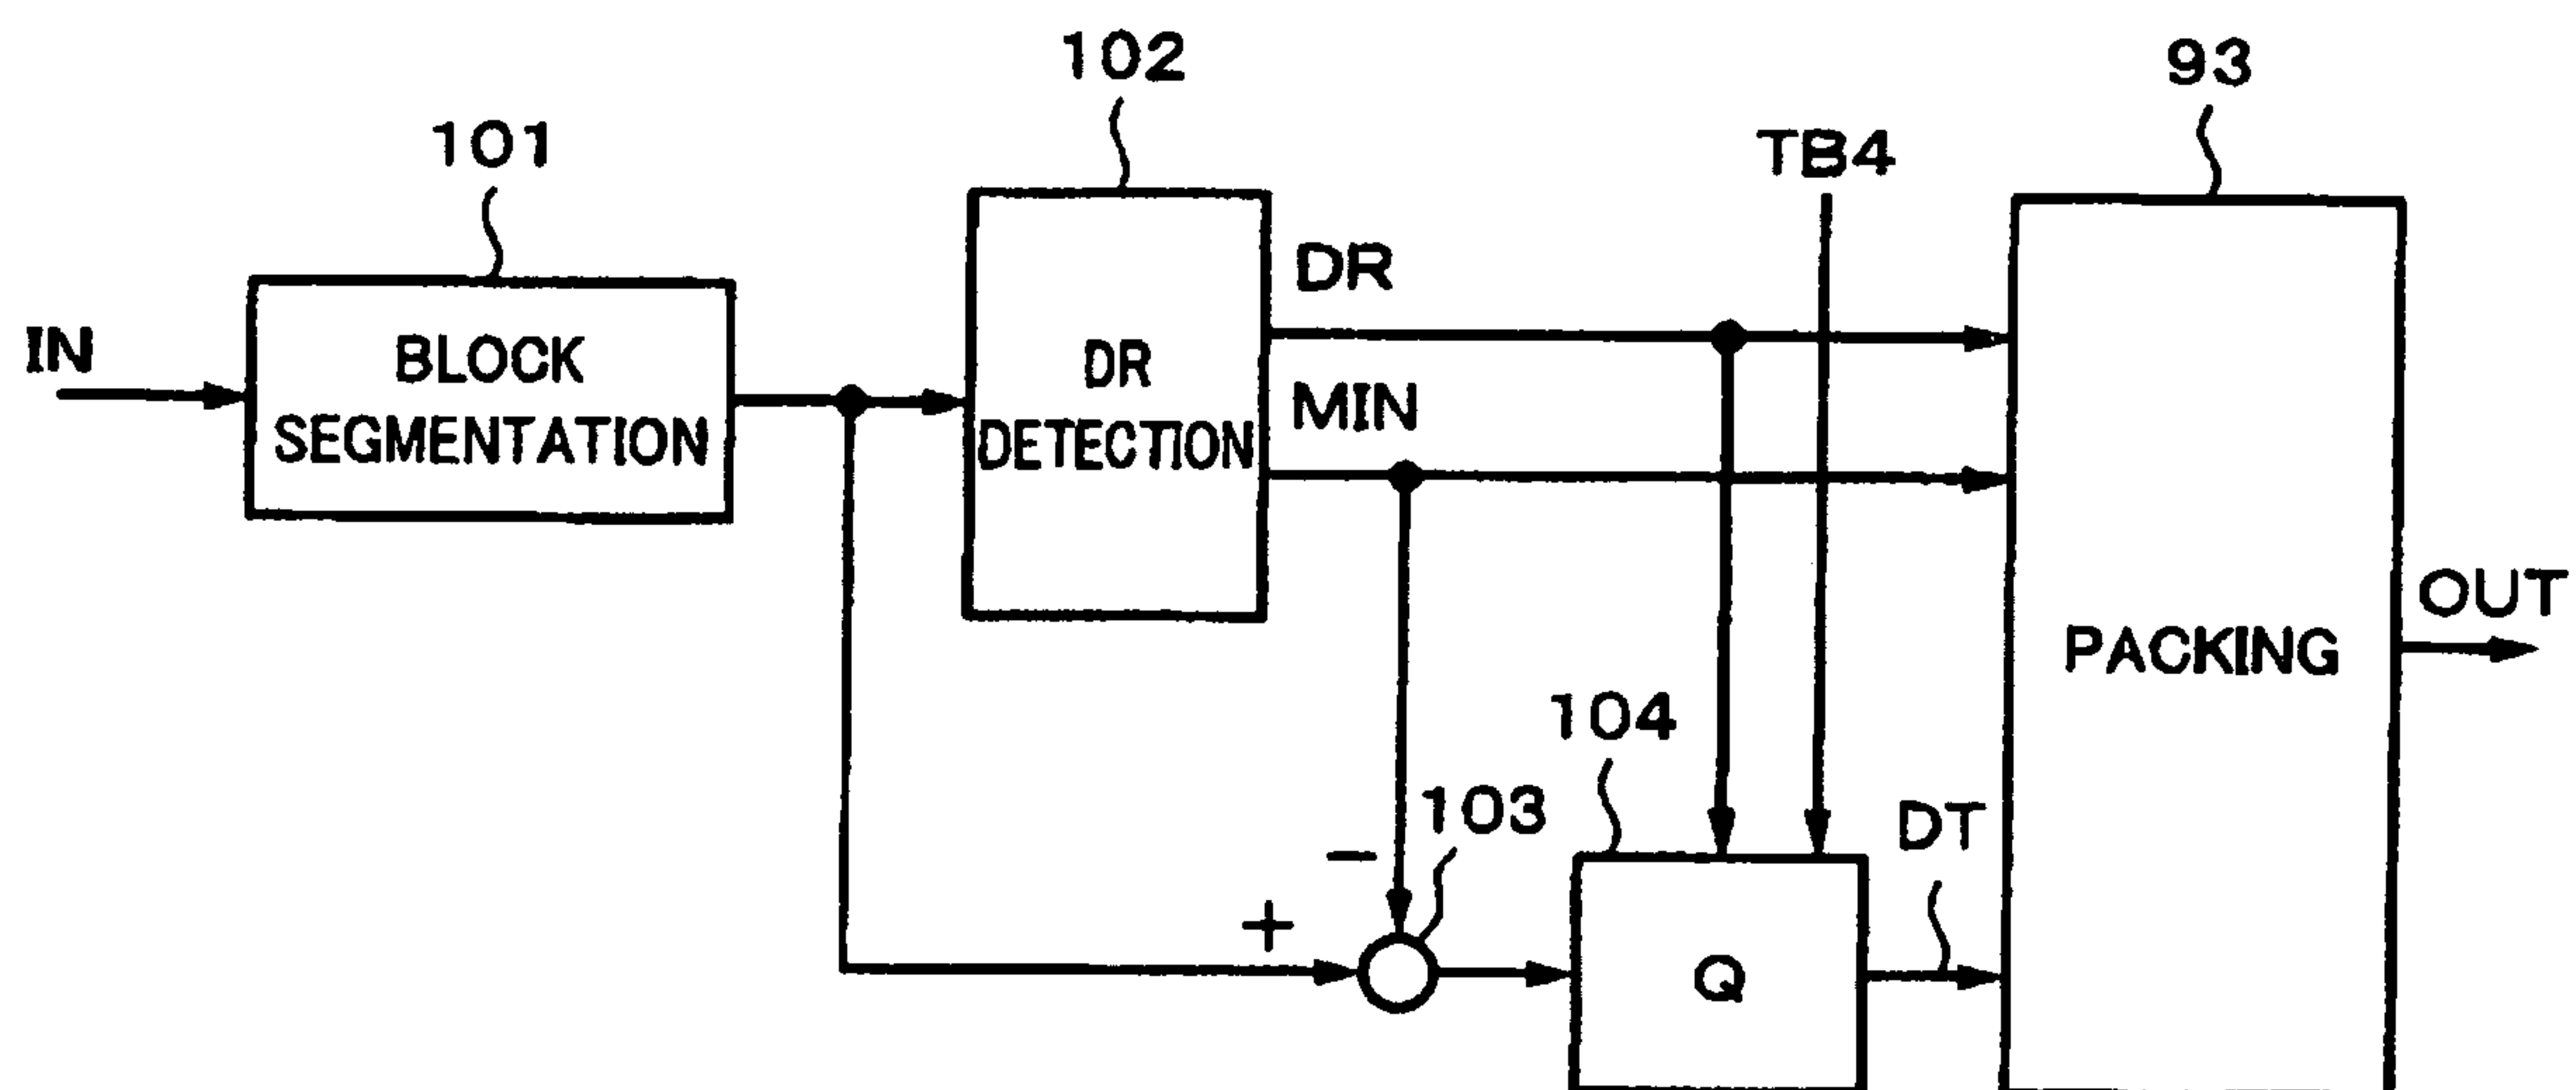 102
93
101
TB4
DR
IN
BLOCK
SEGMENTATION
DR
DETECTION
MIN
OUT
PACKING
104
103
DT
−
+
Q